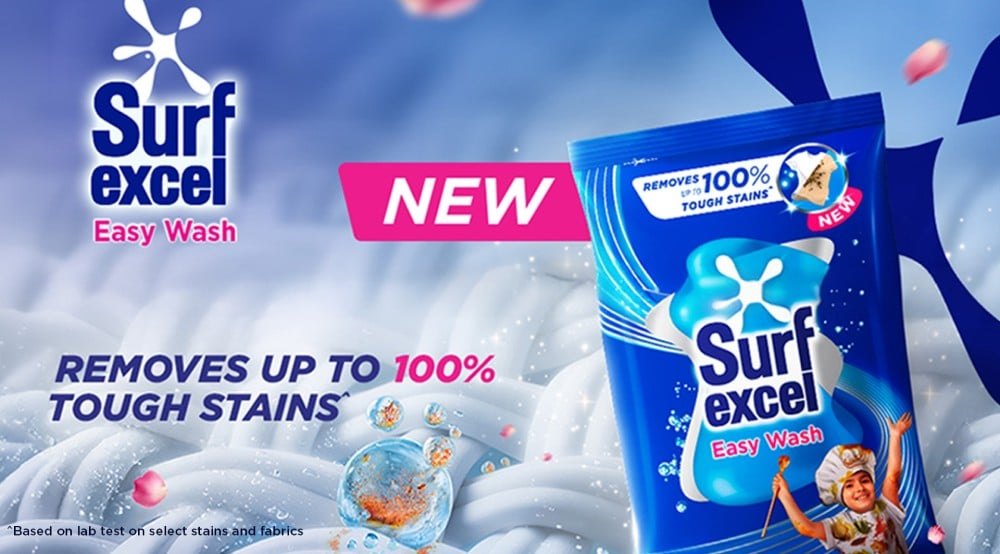 Surf
excel
Easy Wash
NEW
REMOVES UP TO 100%
TOUGH STAINS^
^Based on lab test on select stains and fabrics
REMOVES UP TO 100%
TOUGH STAINS^
NEW
Surf
excel
Easy Wash